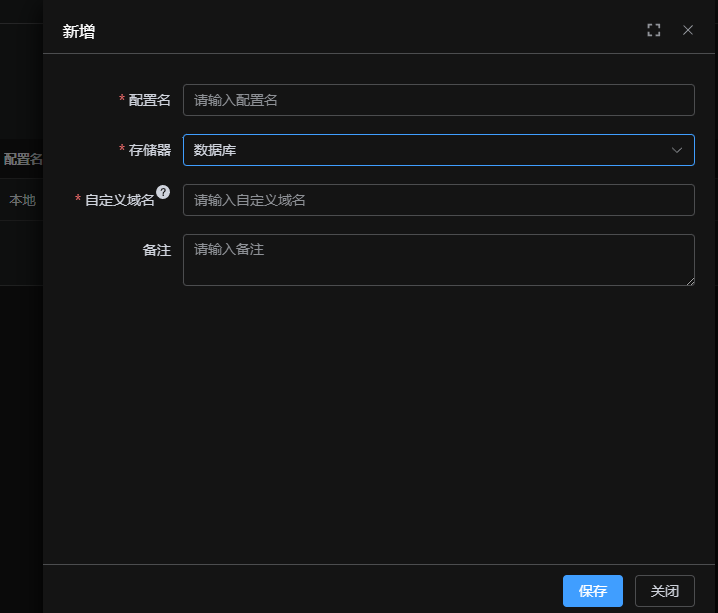 新增
* 配置名 请输入配置名
* 存储器 数据库
配置名
* 自定义域名 ? 请输入自定义域名
本地
备注 请输入备注
保存 关闭